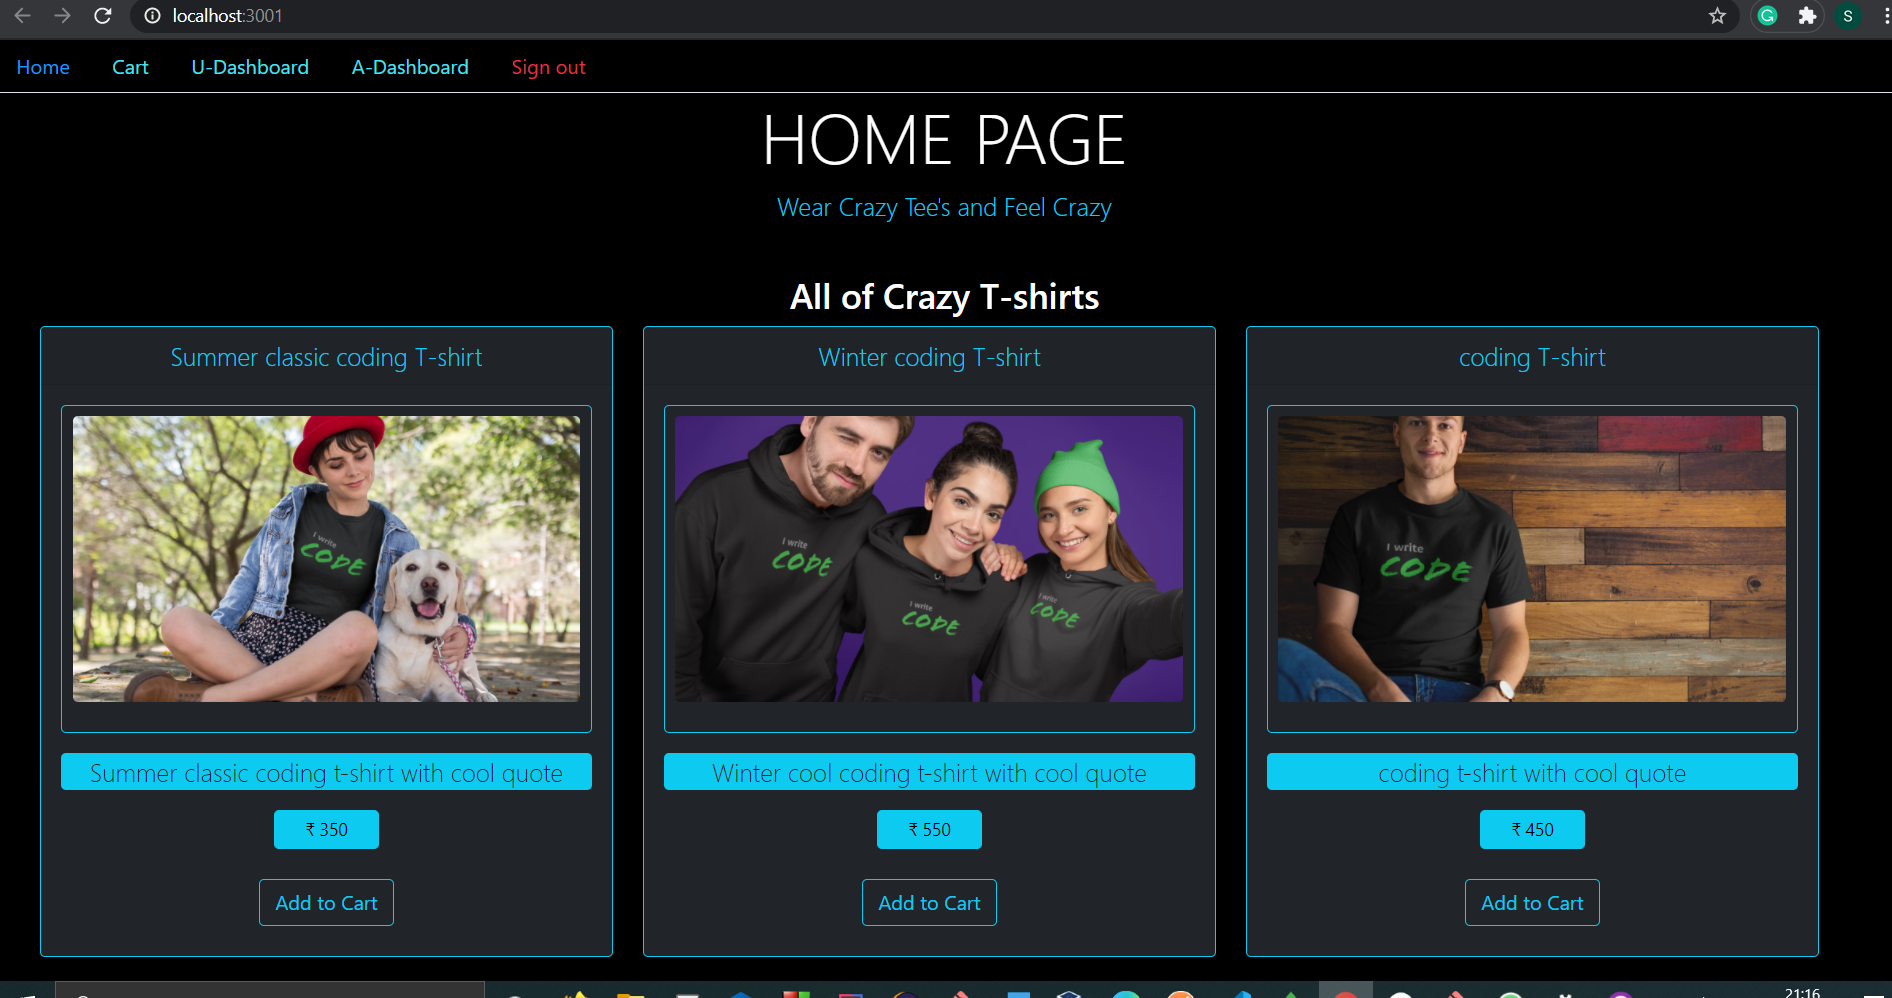 localhost:3001
S
Home Cart U-Dashboard A-Dashboard Sign out
HOME PAGE
Wear Crazy Tee's and Feel Crazy
All of Crazy T-shirts
Summer classic coding T-shirt
I write
CODE
Summer classic coding t-shirt with cool quote
₹ 350
Add to Cart
Winter coding T-shirt
I write
CODE
I write
CODE
I write
CODE
Winter cool coding t-shirt with cool quote
₹ 550
Add to Cart
coding T-shirt
I write
CODE
coding t-shirt with cool quote
₹ 450
Add to Cart
21:16